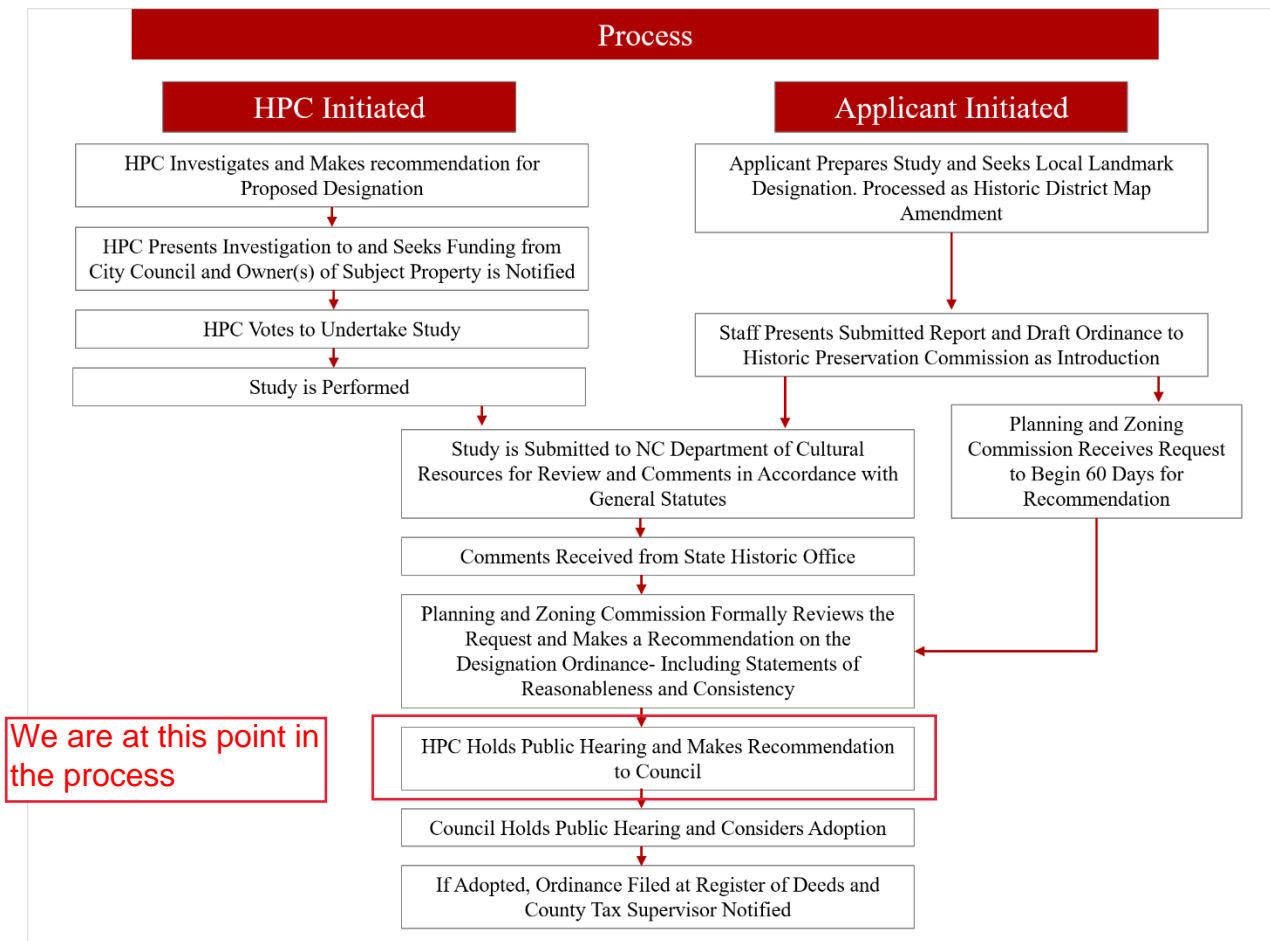 Process
HPC Initiated
HPC Investigates and Makes recommendation for
Proposed Designation
HPC Presents Investigation to and Seeks Funding from
City Council and Owner(s) of Subject Property is Notified
HPC Votes to Undertake Study
Study is Performed
Applicant Initiated
Applicant Prepares Study and Seeks Local Landmark
Designation. Processed as Historic District Map
Amendment
Staff Presents Submitted Report and Draft Ordinance to
Historic Preservation Commission as Introduction
Planning and Zoning
Commission Receives Request
to Begin 60 Days for
Recommendation
Study is Submitted to NC Department of Cultural
Resources for Review and Comments in Accordance with
General Statutes
Comments Received from State Historic Office
Planning and Zoning Commission Formally Reviews the
Request and Makes a Recommendation on the
Designation Ordinance- Including Statements of
Reasonableness and Consistency
We are at this point in
the process
HPC Holds Public Hearing and Makes Recommendation
to Council
Council Holds Public Hearing and Considers Adoption
If Adopted, Ordinance Filed at Register of Deeds and
County Tax Supervisor Notified